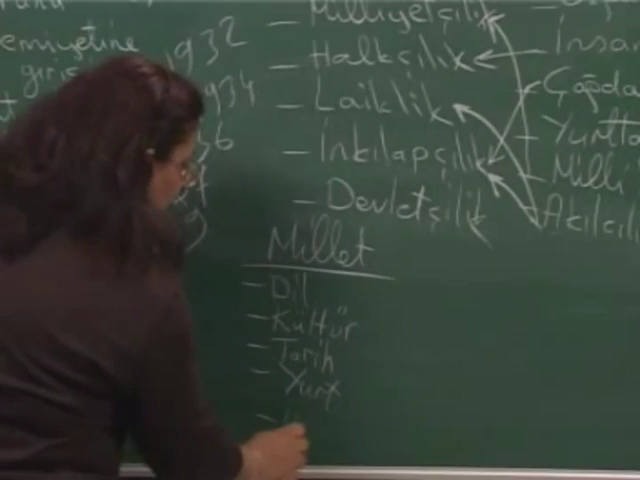 Milliyetçilik
emiyetine 1932 - Halkçılık İnsan
giriş
1934 - Laiklik Çağda
36 - İnkılapçılık - Yurtta
- Milli
- Devletçilik - Akılcılı
Millet
- Dil
- Kültür
- Tarih
- Yurt